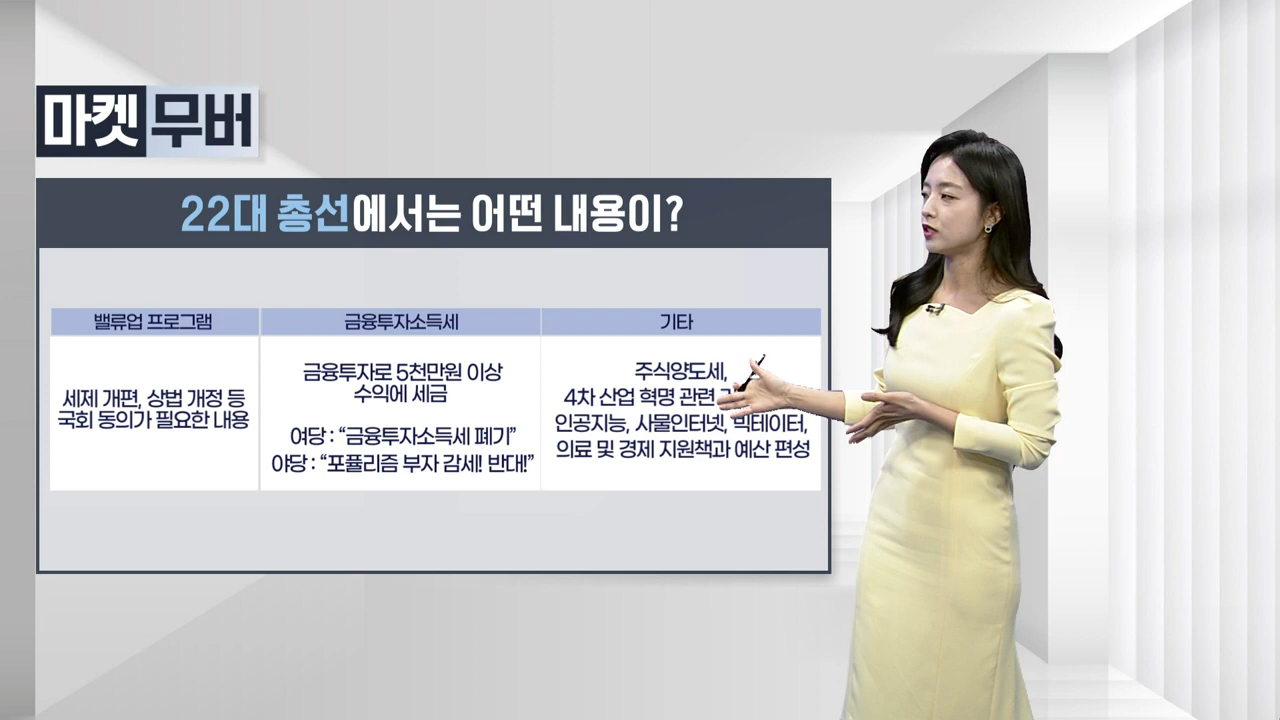 마켓무버
22대 총선에서는 어떤 내용이?
밸류업 프로그램
금융투자소득세
기타
세제 개편, 상법 개정 등
국회 동의가 필요한 내용
금융투자로 5천만원 이상
수익에 세금
여당 : “금융투자소득세 폐기”
야당 : “포퓰리즘 부자 감세! 반대!”
주식양도세,
4차 산업 혁명 관련
인공지능, 사물인터넷, 빅데이터,
의료 및 경제 지원책과 예산 편성